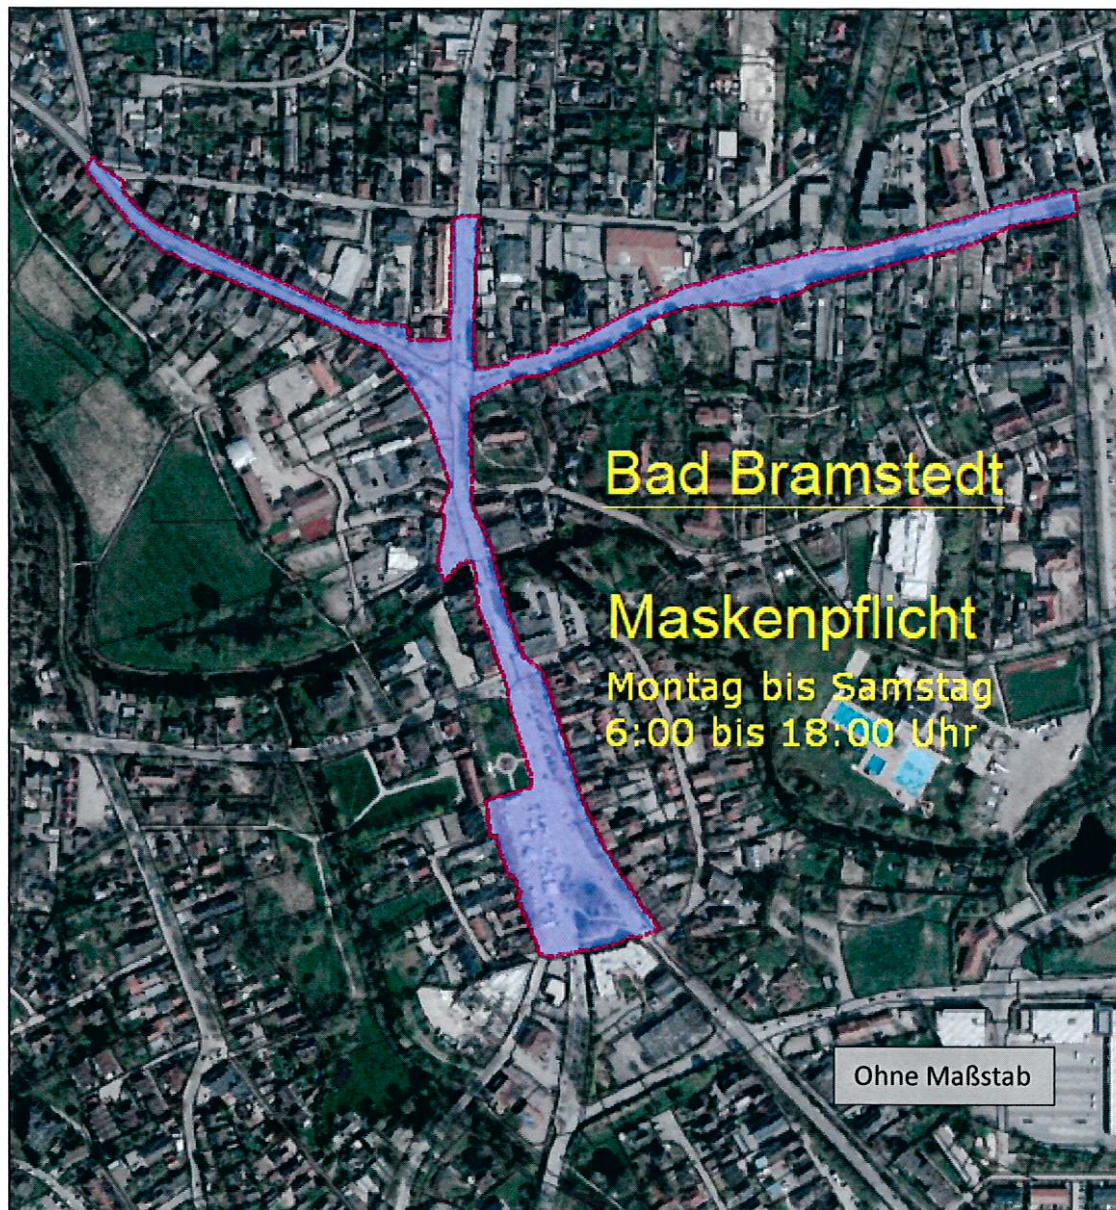 Bad Bramstedt
Maskenpflicht
Montag bis Samstag
6:00 bis 18:00 Uhr
Ohne Maßstab